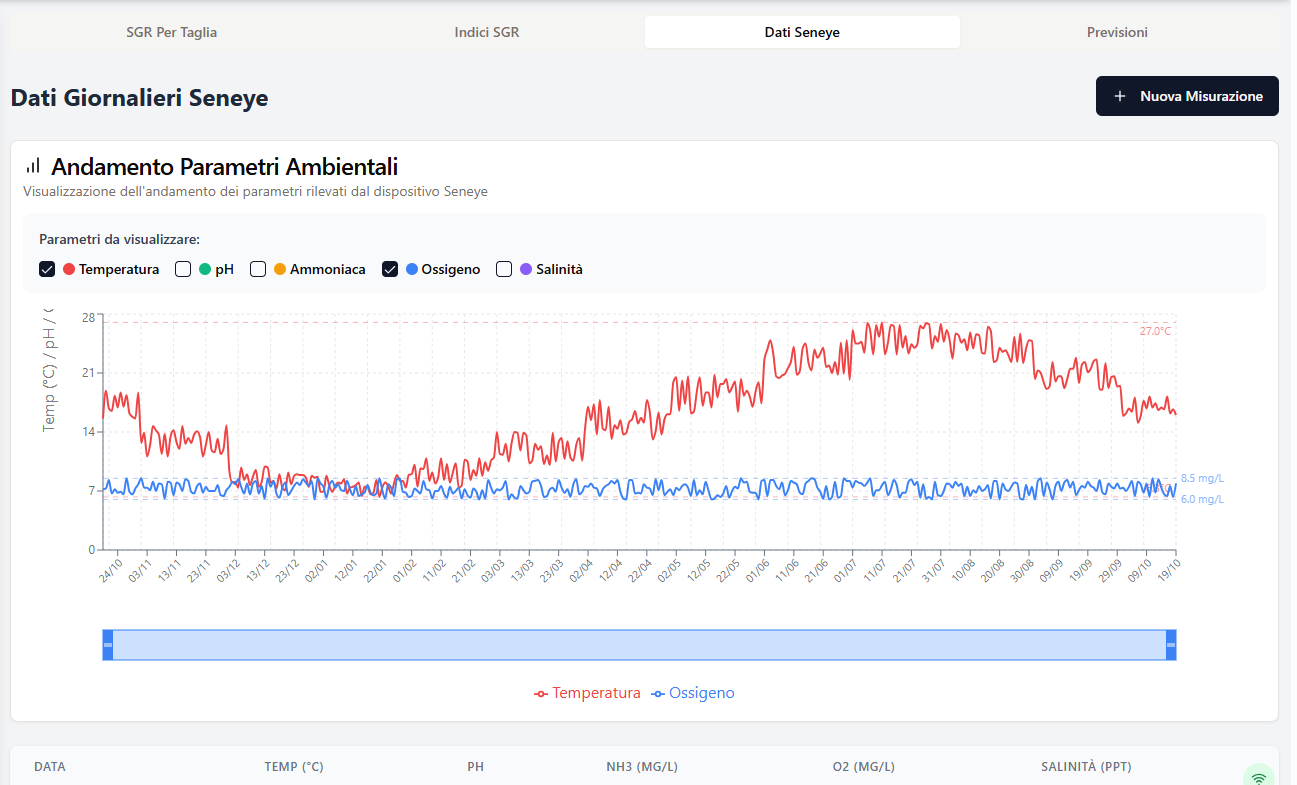 SGR Per Taglia
Indici SGR
Dati Seneye
Previsioni
Dati Giornalieri Seneye
Nuova Misurazione
Andamento Parametri Ambientali
Visualizzazione dell'andamento dei parametri rilevati dal dispositivo Seneye
Parametri da visualizzare:
Temperatura
pH
Ammoniaca
Ossigeno
Salinità
Temp (°C) / pH /
28
21
14
7
0
27.0°C
8.5 mg/L
6.0 mg/L
24/10 03/11 13/11 23/11 03/12 13/12 23/12 02/01 12/01 22/01 01/02 11/02 21/02 03/03 13/03 23/03 02/04 12/04 22/04 02/05 12/05 22/05 01/06 11/06 21/06 01/07 11/07 21/07 31/07 10/08 20/08 30/08 09/09 19/09 29/09 09/10 19/10
Temperatura
Ossigeno
DATA TEMP (°C) PH NH3 (MG/L) O2 (MG/L) SALINITÀ (PPT)